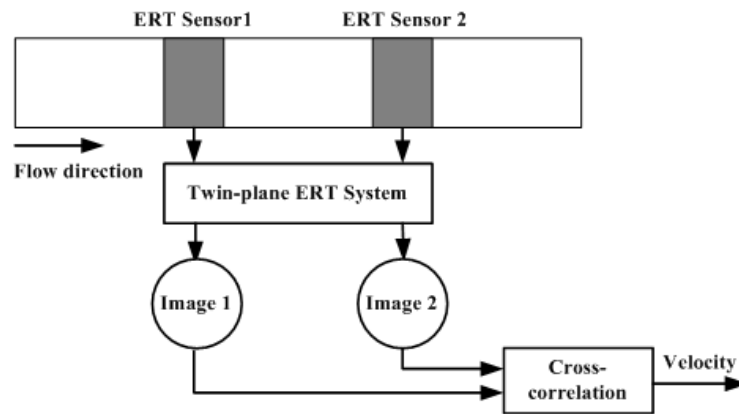 ERT Sensor1
ERT Sensor 2
Flow direction
Twin-plane ERT System
Image 1
Image 2
Cross-
correlation
Velocity